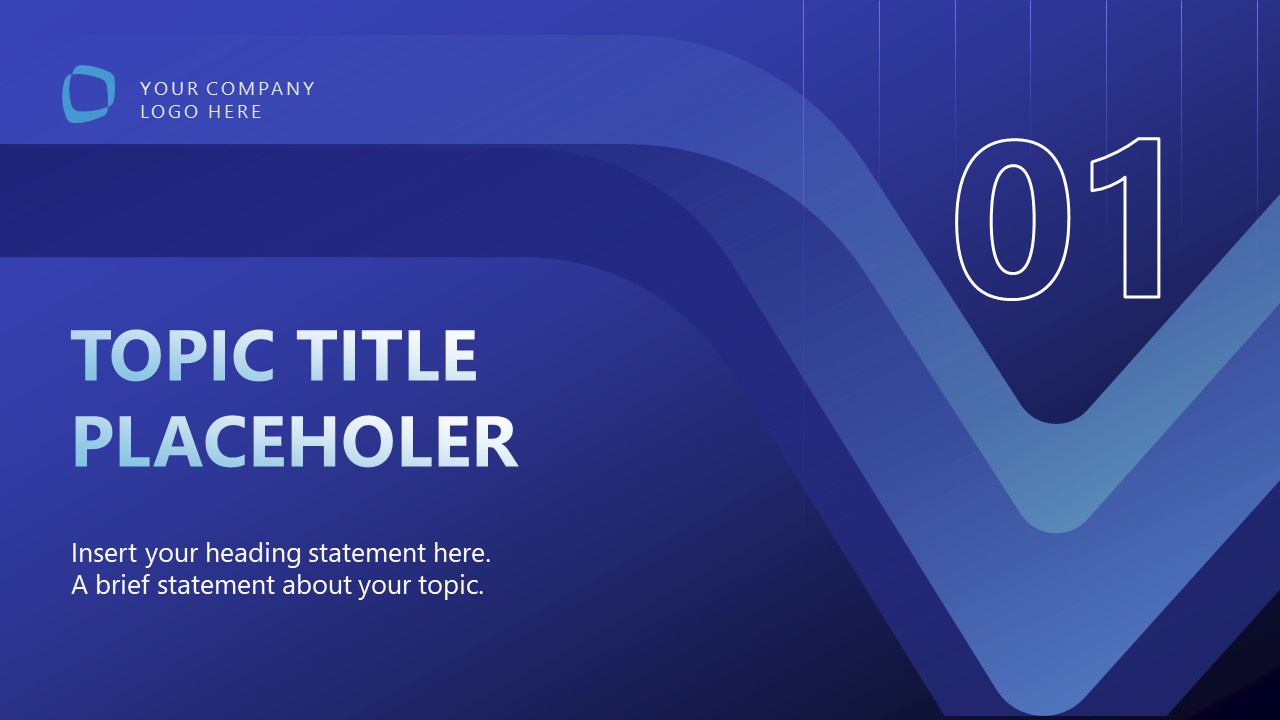 YOUR COMPANY
LOGO HERE
01
TOPIC TITLE
PLACEHOLER
Insert your heading statement here.
A brief statement about your topic.